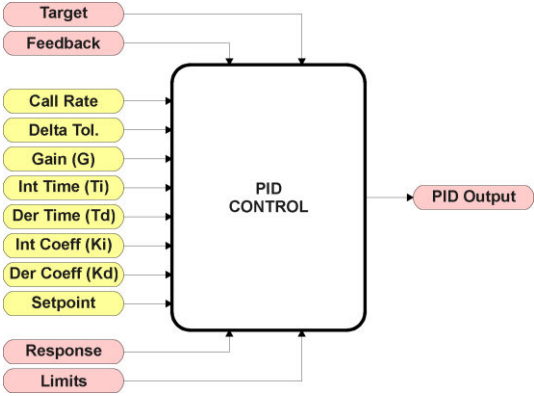 Target
Feedback
Call Rate
Delta Tol.
Gain (G)
Int Time (Ti)
Der Time (Td)
Int Coeff (Ki)
Der Coeff (Kd)
Setpoint
PID
CONTROL
PID Output
Response
Limits